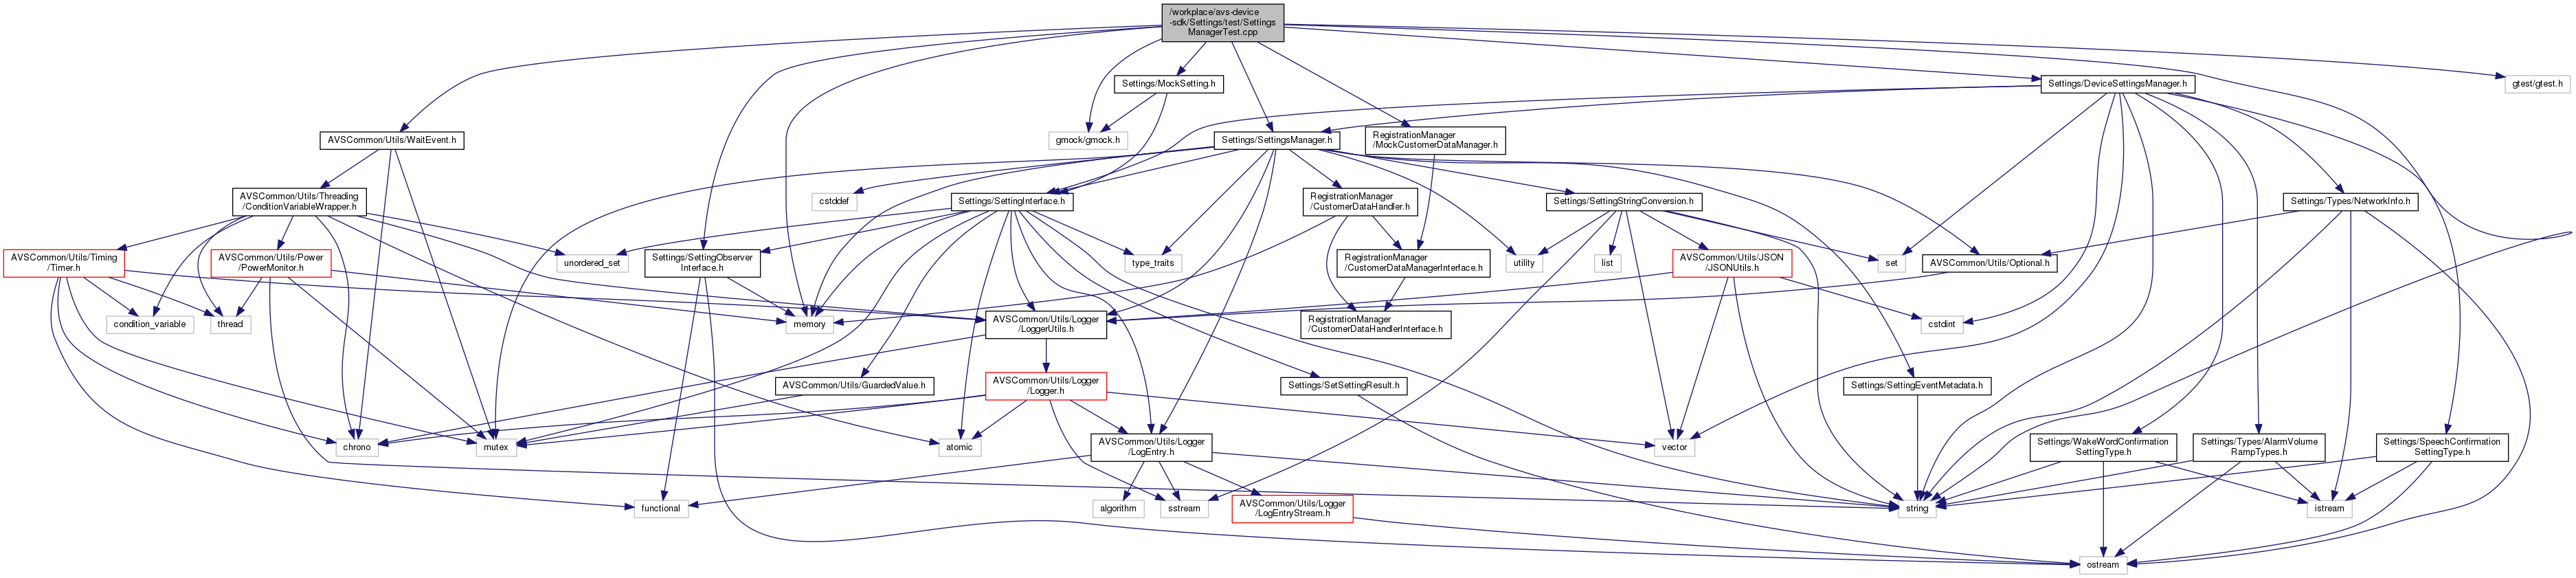 /workplace/avs-device
-sdk/Settings/test/Settings
ManagerTest.cpp
Settings/MockSetting.h
Settings/DeviceSettingsManager.h
gtest/gtest.h
AVSCommon/Utils/WaitEvent.h
gmock/gmock.h
Settings/SettingsManager.h
RegistrationManager
/MockCustomerDataManager.h
AVSCommon/Utils/Threading
/ConditionVariableWrapper.h
cstddef
Settings/SettingInterface.h
RegistrationManager
/CustomerDataHandler.h
Settings/SettingStringConversion.h
Settings/Types/NetworkInfo.h
AVSCommon/Utils/Timing
/Timer.h
AVSCommon/Utils/Power
/PowerMonitor.h
unordered_set
Settings/SettingObserver
Interface.h
type_traits
RegistrationManager
/CustomerDataManagerInterface.h
utility
list
AVSCommon/Utils/JSON
/JSONUtils.h
set
AVSCommon/Utils/Optional.h
condition_variable
thread
memory
AVSCommon/Utils/Logger
/LoggerUtils.h
RegistrationManager
/CustomerDataHandlerInterface.h
cstdint
AVSCommon/Utils/GuardedValue.h
AVSCommon/Utils/Logger
/Logger.h
Settings/SetSettingResult.h
Settings/SettingEventMetadata.h
chrono
mutex
atomic
AVSCommon/Utils/Logger
/LogEntry.h
vector
Settings/WakeWordConfirmation
SettingType.h
Settings/Types/AlarmVolume
RampTypes.h
Settings/SpeechConfirmation
SettingType.h
functional
algorithm
sstream
AVSCommon/Utils/Logger
/LogEntryStream.h
string
istream
ostream